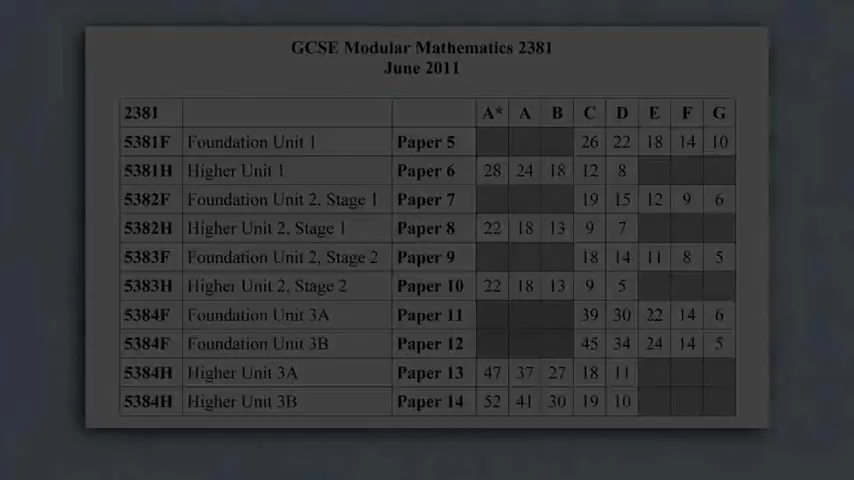 GCSE Modular Mathematics 2381
June 2011
2381 A* A B C D E F G
5381F Foundation Unit 1 Paper 5 26 22 18 14 10
5381H Higher Unit 1 Paper 6 28 24 18 12 8
5382F Foundation Unit 2, Stage 1 Paper 7 19 15 12 9 6
5382H Higher Unit 2, Stage 1 Paper 8 22 18 13 9 7
5383F Foundation Unit 2, Stage 2 Paper 9 18 14 11 8 5
5383H Higher Unit 2, Stage 2 Paper 10 22 18 13 9 5
5384F Foundation Unit 3A Paper 11 39 30 22 14 6
5384F Foundation Unit 3B Paper 12 45 34 24 14 5
5384H Higher Unit 3A Paper 13 47 37 27 18 11
5384H Higher Unit 3B Paper 14 52 41 30 19 10